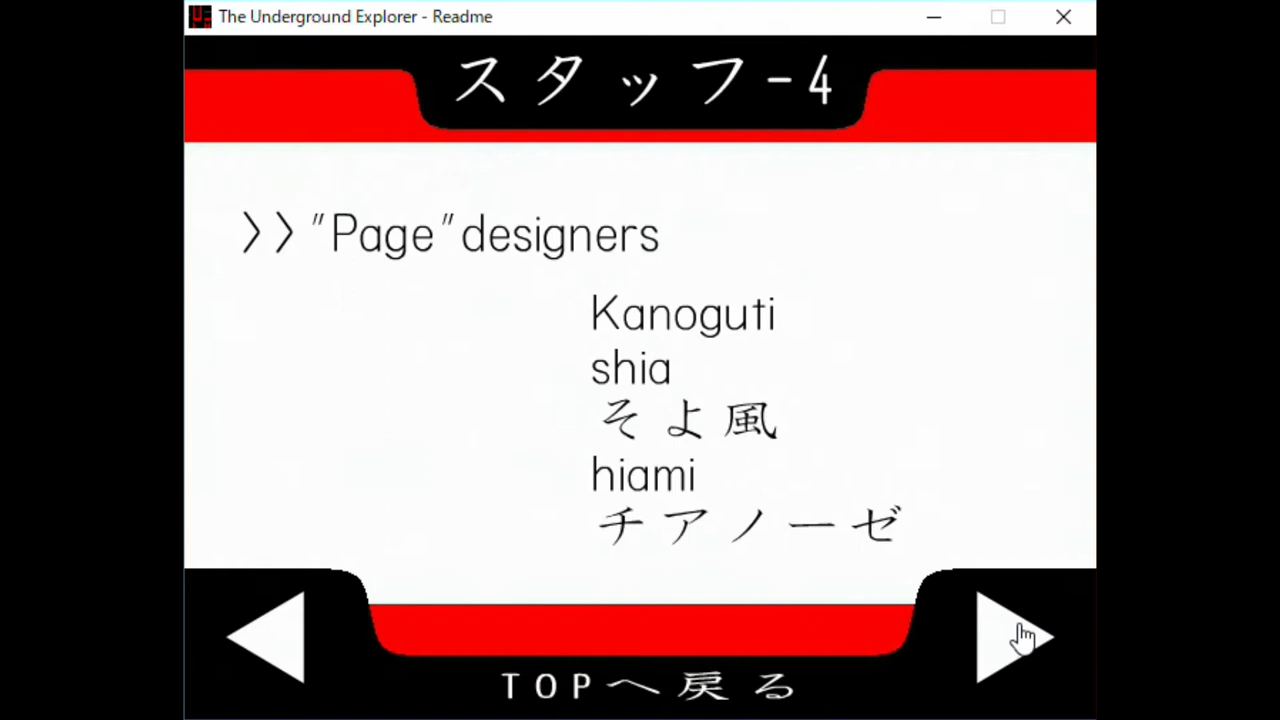 The Underground Explorer - Readme
スタッフ-4
>>"Page"designers
Kanoguti
shia
そよ風
hiami
チアノーゼ
TOPへ戻る